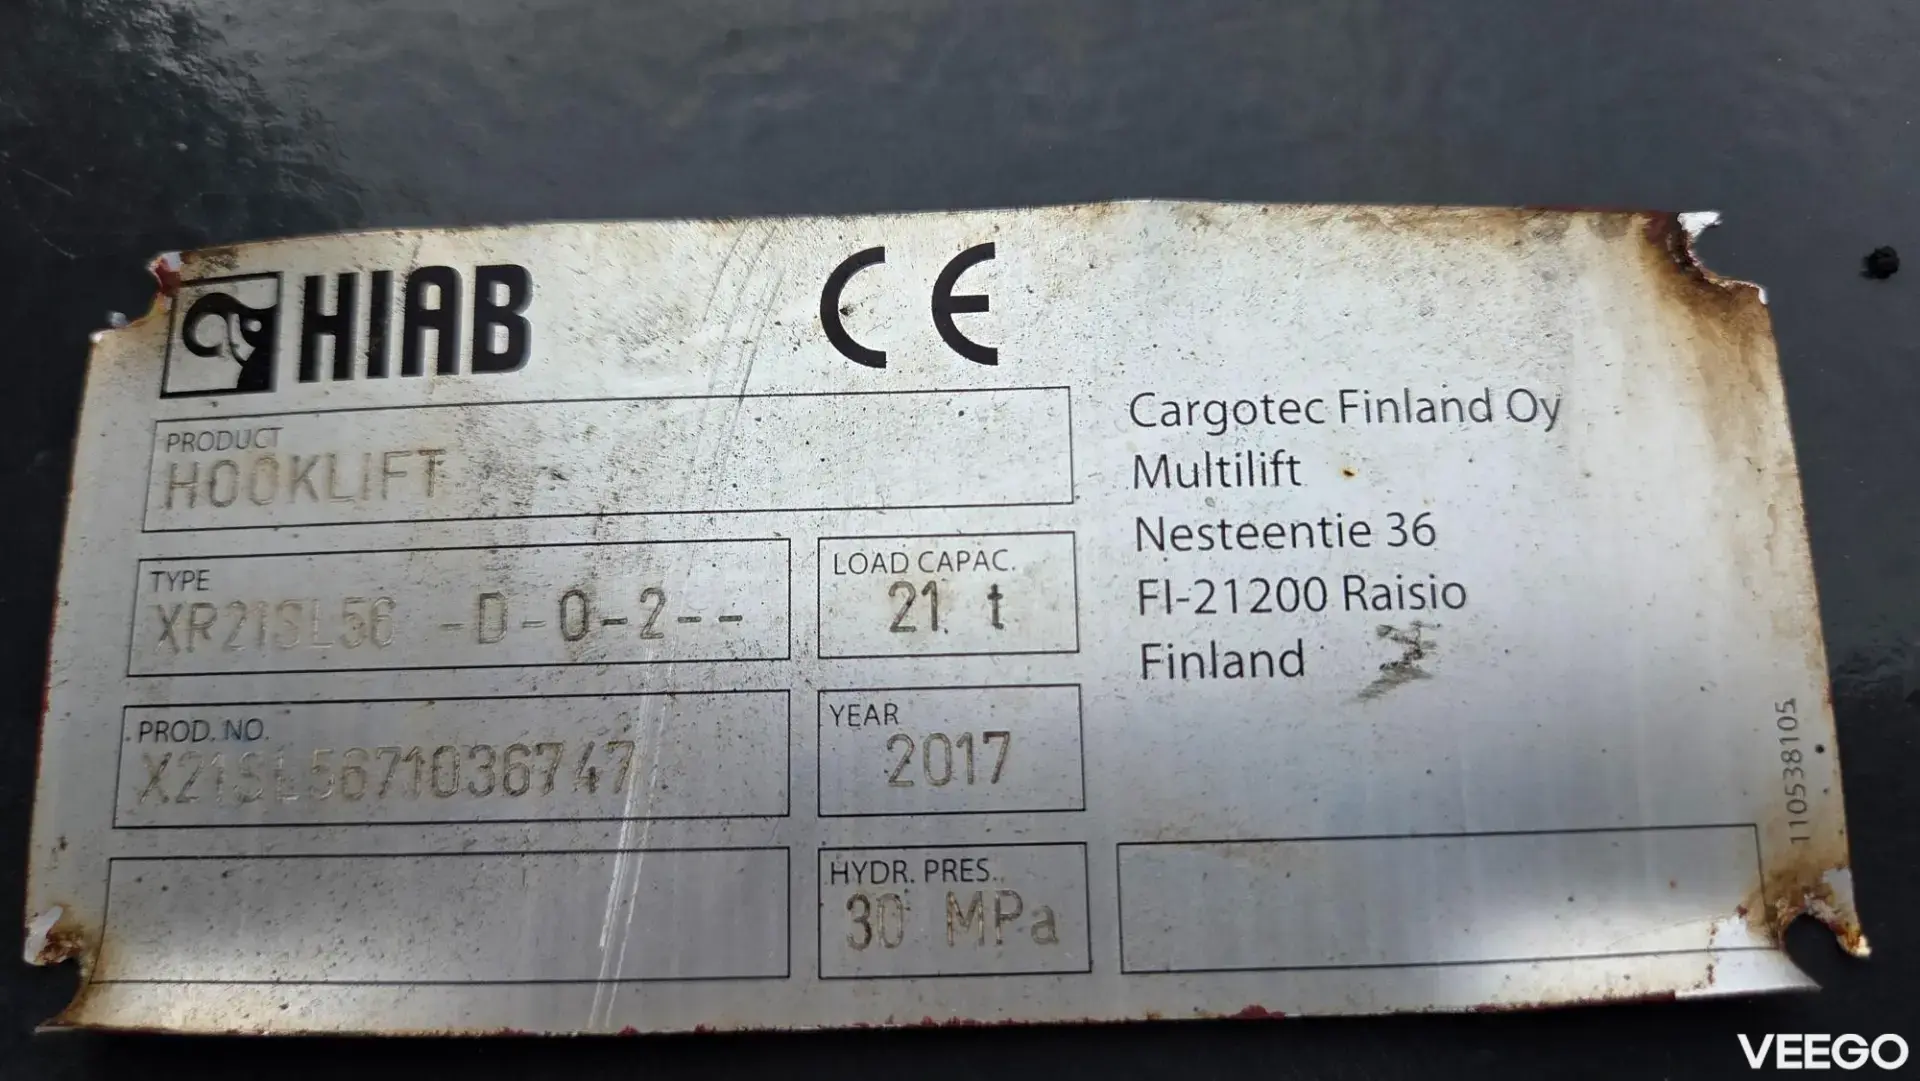 HIAB
CE
PRODUCT
HOOKLIFT
TYPE
XR21SL56 -D-0-2--
LOAD CAPAC.
21 t
PROD. NO.
X21SL5671036747
YEAR
2017
HYDR. PRES.
30 MPa
Cargotec Finland Oy
Multilift
Nesteentie 36
FI-21200 Raisio
Finland
110538105
VEEGO